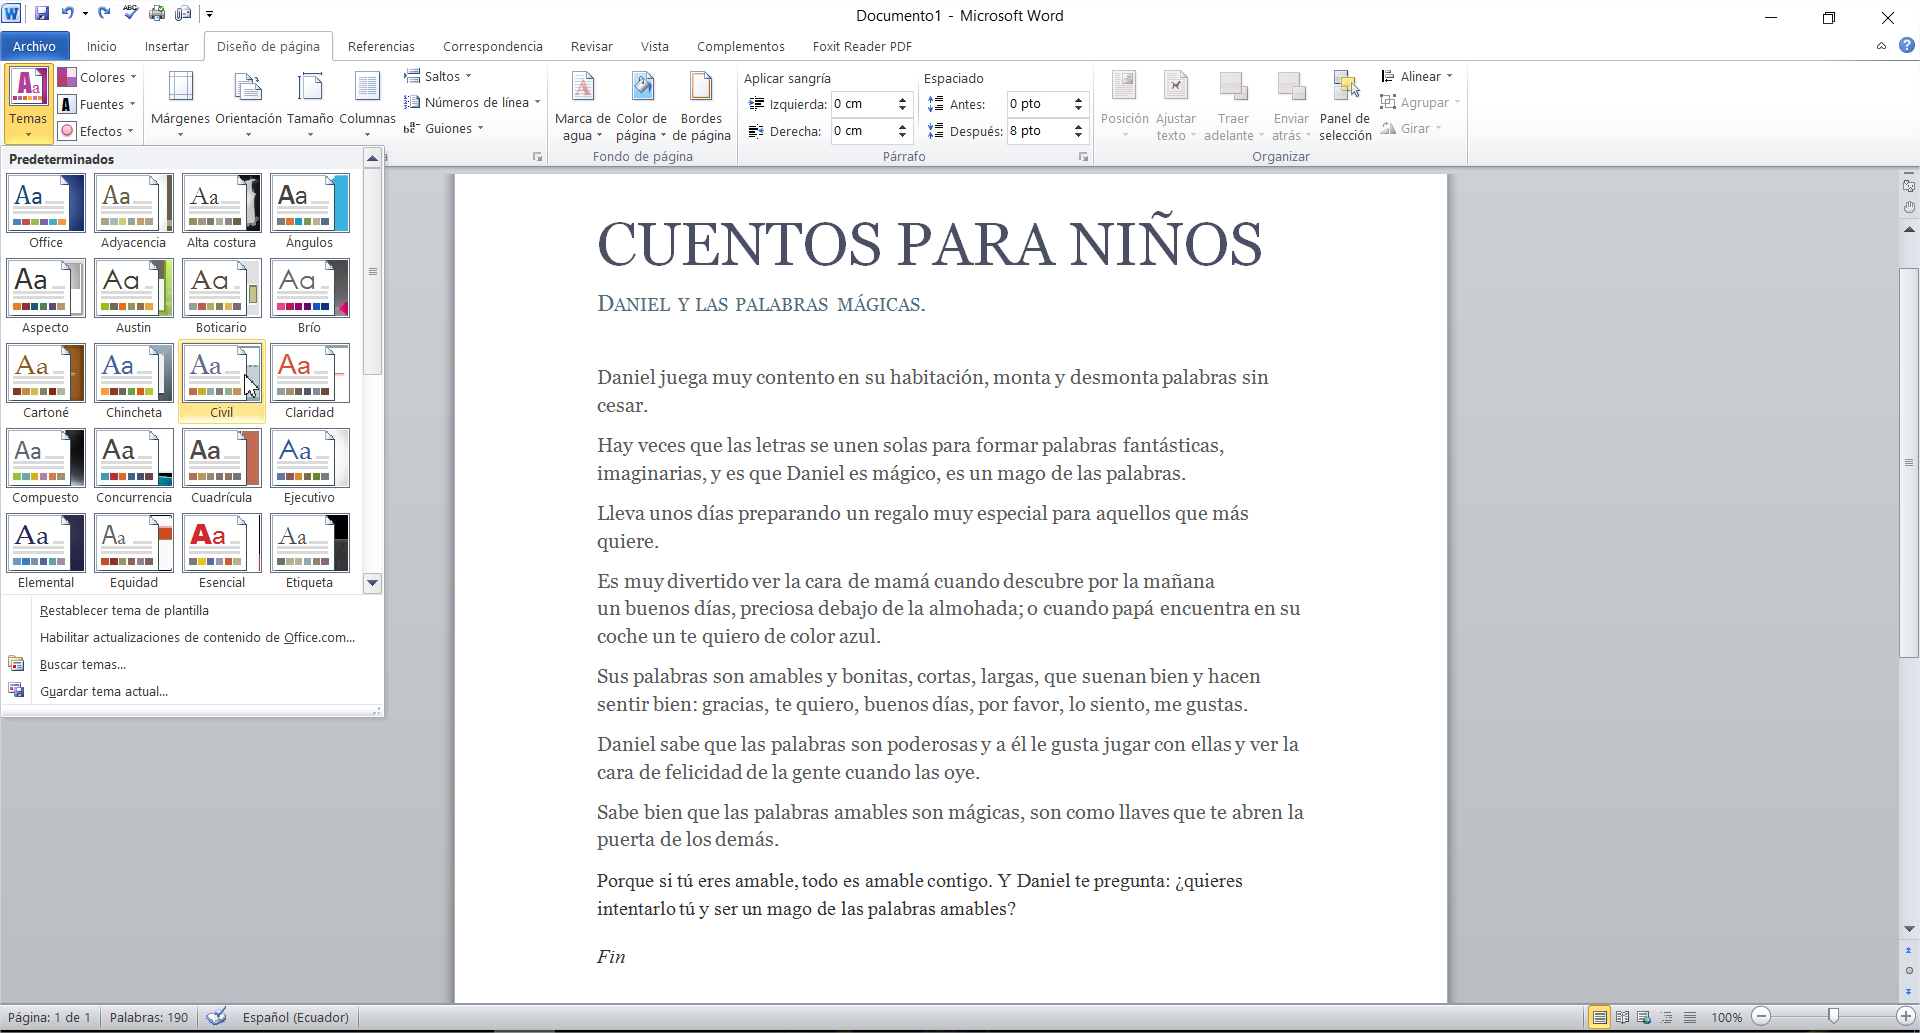 Documento1 - Microsoft Word
Archivo Inicio Insertar Diseño de página Referencias Correspondencia Revisar Vista Complementos Foxit Reader PDF
Temas
Colores
Fuentes
Efectos
Márgenes Orientación Tamaño Columnas
Saltos
Números de línea
Guiones
Marca de agua
Color de página
Bordes de página
Fondo de página
Aplicar sangría
Izquierda: 0 cm
Derecha: 0 cm
Espaciado
Antes: 0 pto
Después: 8 pto
Párrafo
Posición
Ajustar texto
Traer adelante
Enviar atrás
Panel de selección
Alinear
Agrupar
Girar
Organizar
Predeterminados
Office Adyacencia Alta costura Ángulos
Aspecto Austin Boticario Brío
Cartoné Chincheta Civil Claridad
Compuesto Concurrencia Cuadrícula Ejecutivo
Elemental Equidad Esencial Etiqueta
Restablecer tema de plantilla
Habilitar actualizaciones de contenido de Office.com...
Buscar temas...
Guardar tema actual...
CUENTOS PARA NIÑOS
DANIEL Y LAS PALABRAS MÁGICAS.
Daniel juega muy contento en su habitación, monta y desmonta palabras sin
cesar.
Hay veces que las letras se unen solas para formar palabras fantásticas,
imaginarias, y es que Daniel es mágico, es un mago de las palabras.
Lleva unos días preparando un regalo muy especial para aquellos que más
quiere.
Es muy divertido ver la cara de mamá cuando descubre por la mañana
un buenos días, preciosa debajo de la almohada; o cuando papá encuentra en su
coche un te quiero de color azul.
Sus palabras son amables y bonitas, cortas, largas, que suenan bien y hacen
sentir bien: gracias, te quiero, buenos días, por favor, lo siento, me gustas.
Daniel sabe que las palabras son poderosas y a él le gusta jugar con ellas y ver la
cara de felicidad de la gente cuando las oye.
Sabe bien que las palabras amables son mágicas, son como llaves que te abren la
puerta de los demás.
Porque si tú eres amable, todo es amable contigo. Y Daniel te pregunta: ¿quieres
intentarlo tú y ser un mago de las palabras amables?
Fin
Página: 1 de 1 Palabras: 190 Español (Ecuador) 100%